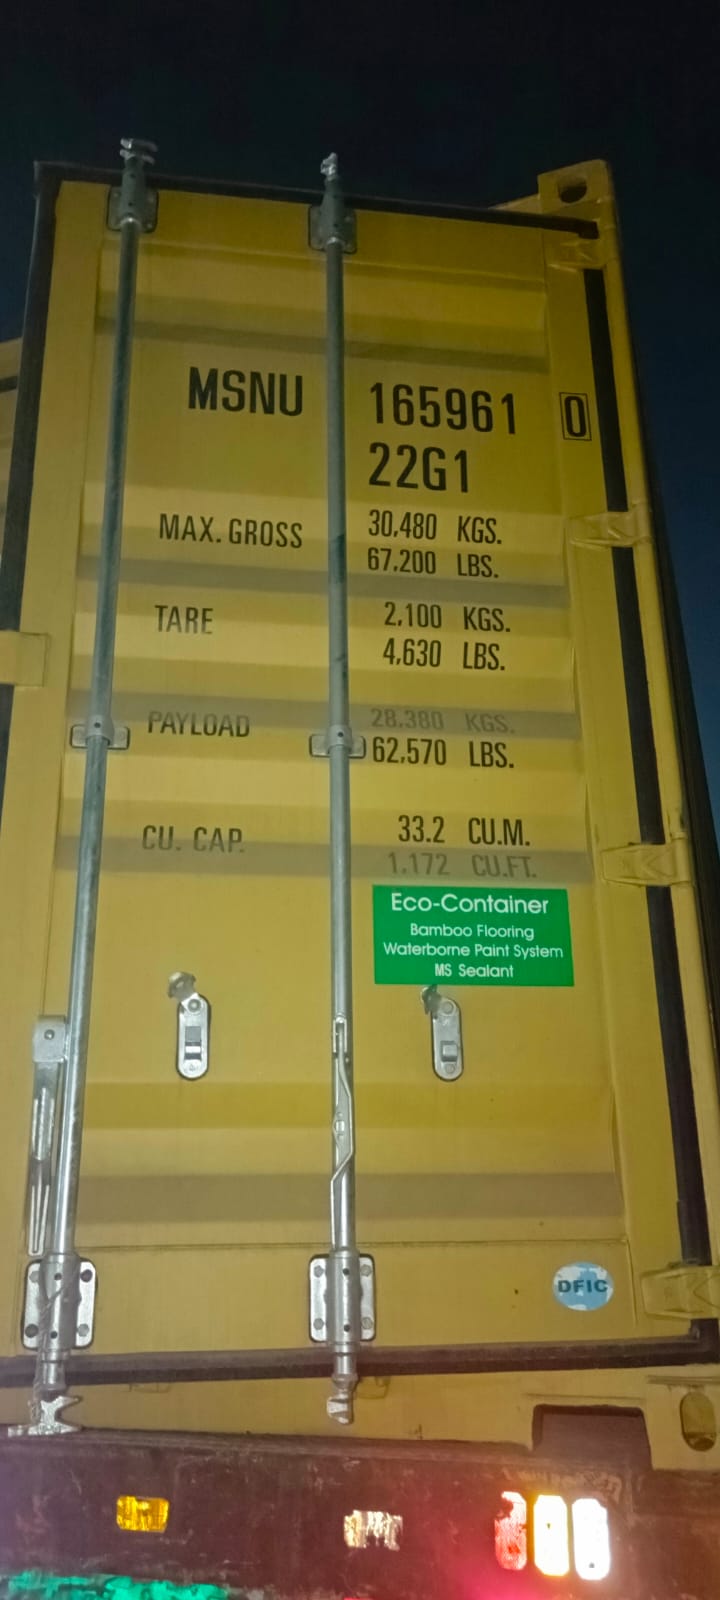 MSNU 165961 0
22G1
MAX. GROSS 30,480 KGS.
67,200 LBS.
TARE 2,100 KGS.
4,630 LBS.
PAYLOAD 28,380 KGS.
62,570 LBS.
CU. CAP. 33.2 CU.M.
1,172 CU.FT.
Eco-Container
Bamboo Flooring
Waterborne Paint System
MS Sealant
DFIC